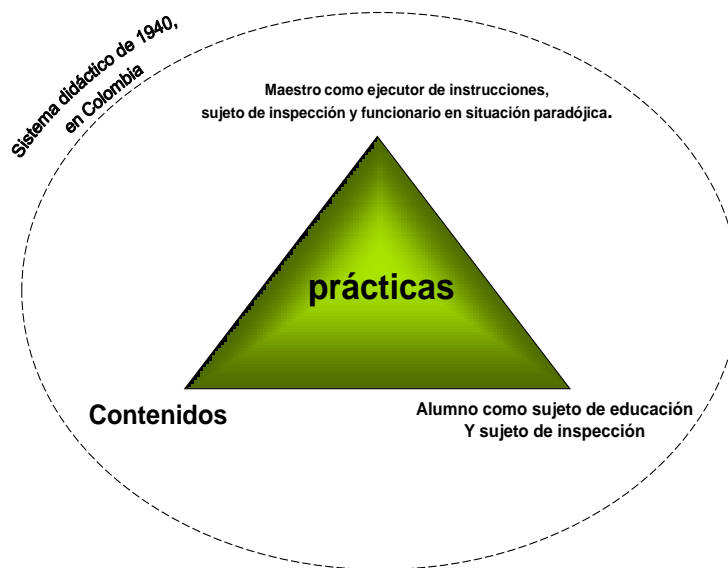 Sistema didáctico de 1940,
en Colombia
Maestro como ejecutor de instrucciones,
sujeto de inspección y funcionario en situación paradójica.
prácticas
Contenidos
Alumno como sujeto de educación
Y sujeto de inspección